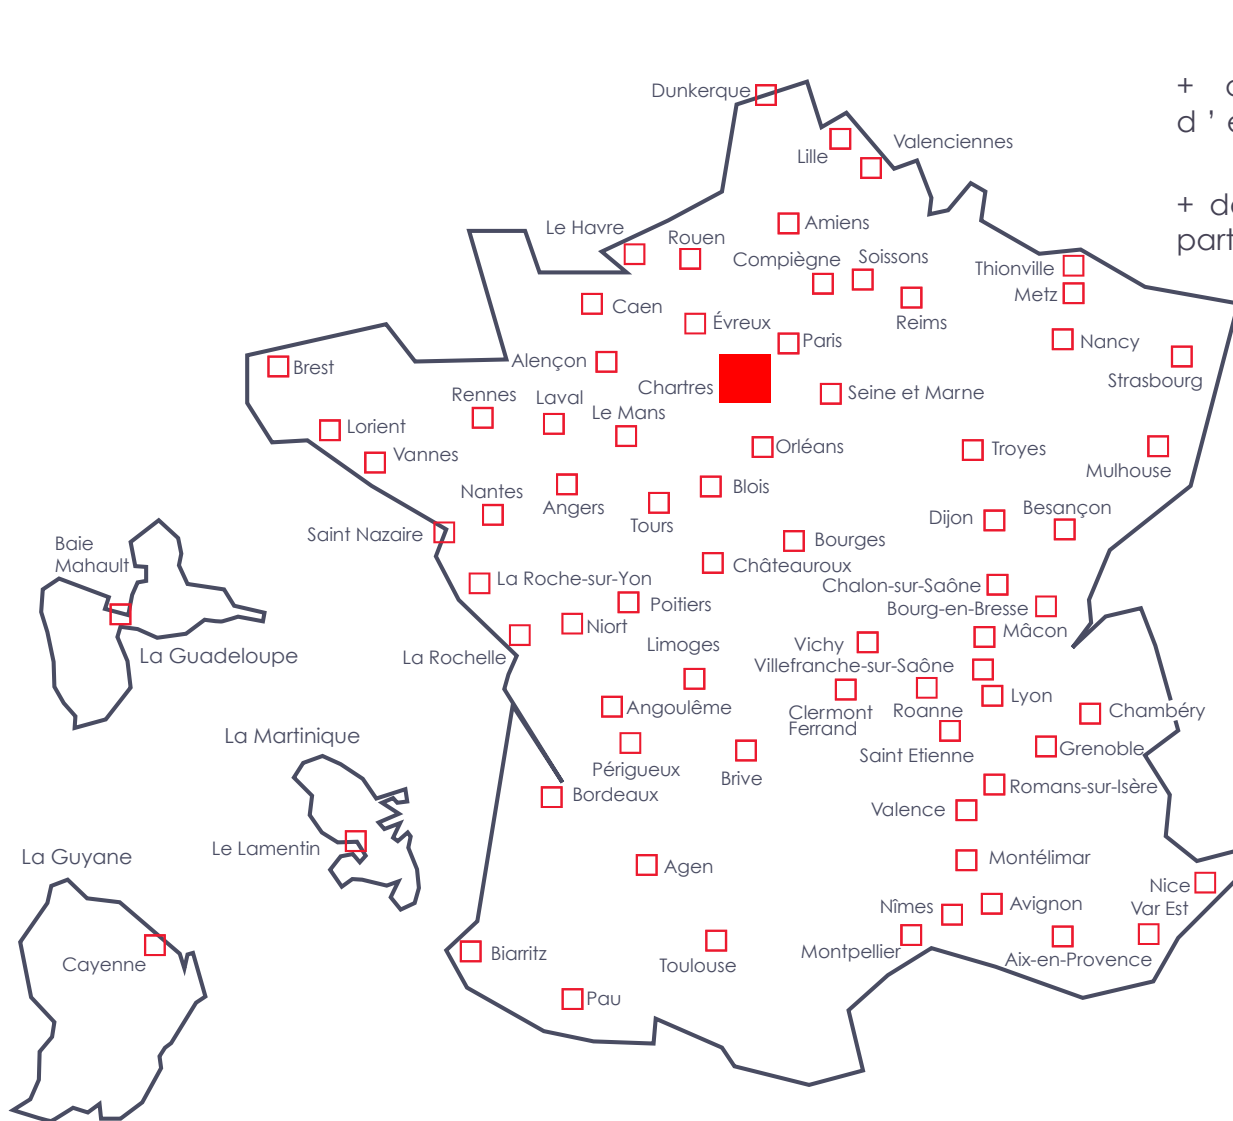 Dunkerque
+
d ’
Lille
Valenciennes
+
part
Le Havre
Rouen
Amiens
Compiègne
Soissons
Thionville
Metz
Caen
Évreux
Reims
Paris
Nancy
Alençon
Brest
Chartres
Strasbourg
Rennes
Laval
Le Mans
Seine et Marne
Lorient
Vannes
Orléans
Troyes
Mulhouse
Nantes
Angers
Blois
Tours
Dijon
Besançon
Saint Nazaire
Baie
Mahault
Bourges
Châteauroux
La Roche-sur-Yon
Chalon-sur-Saône
Poitiers
Bourg-en-Bresse
Niort
Mâcon
La Guadeloupe
La Rochelle
Limoges
Vichy
Villefranche-sur-Saône
Angoulême
Clermont
Ferrand
Roanne
Lyon
Chambéry
La Martinique
Périgueux
Brive
Saint Etienne
Grenoble
Bordeaux
Romans-sur-Isère
Valence
Le Lamentin
La Guyane
Agen
Montélimar
Nice
Var Est
Nîmes
Avignon
Cayenne
Biarritz
Toulouse
Montpellier
Aix-en-Provence
Pau